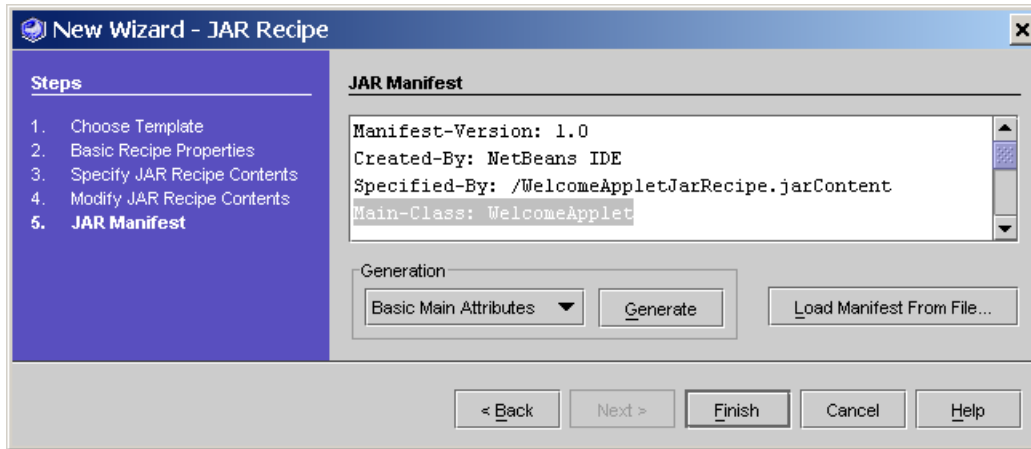 New Wizard - JAR Recipe
Steps
1. Choose Template
2. Basic Recipe Properties
3. Specify JAR Recipe Contents
4. Modify JAR Recipe Contents
5. JAR Manifest
JAR Manifest
Manifest-Version: 1.0
Created-By: NetBeans IDE
Specified-By: /WelcomeAppletJarRecipe.jarContent
Main-Class: WelcomeApplet
Generation
Basic Main Attributes
Generate
Load Manifest From File...
< Back
Next >
Finish
Cancel
Help